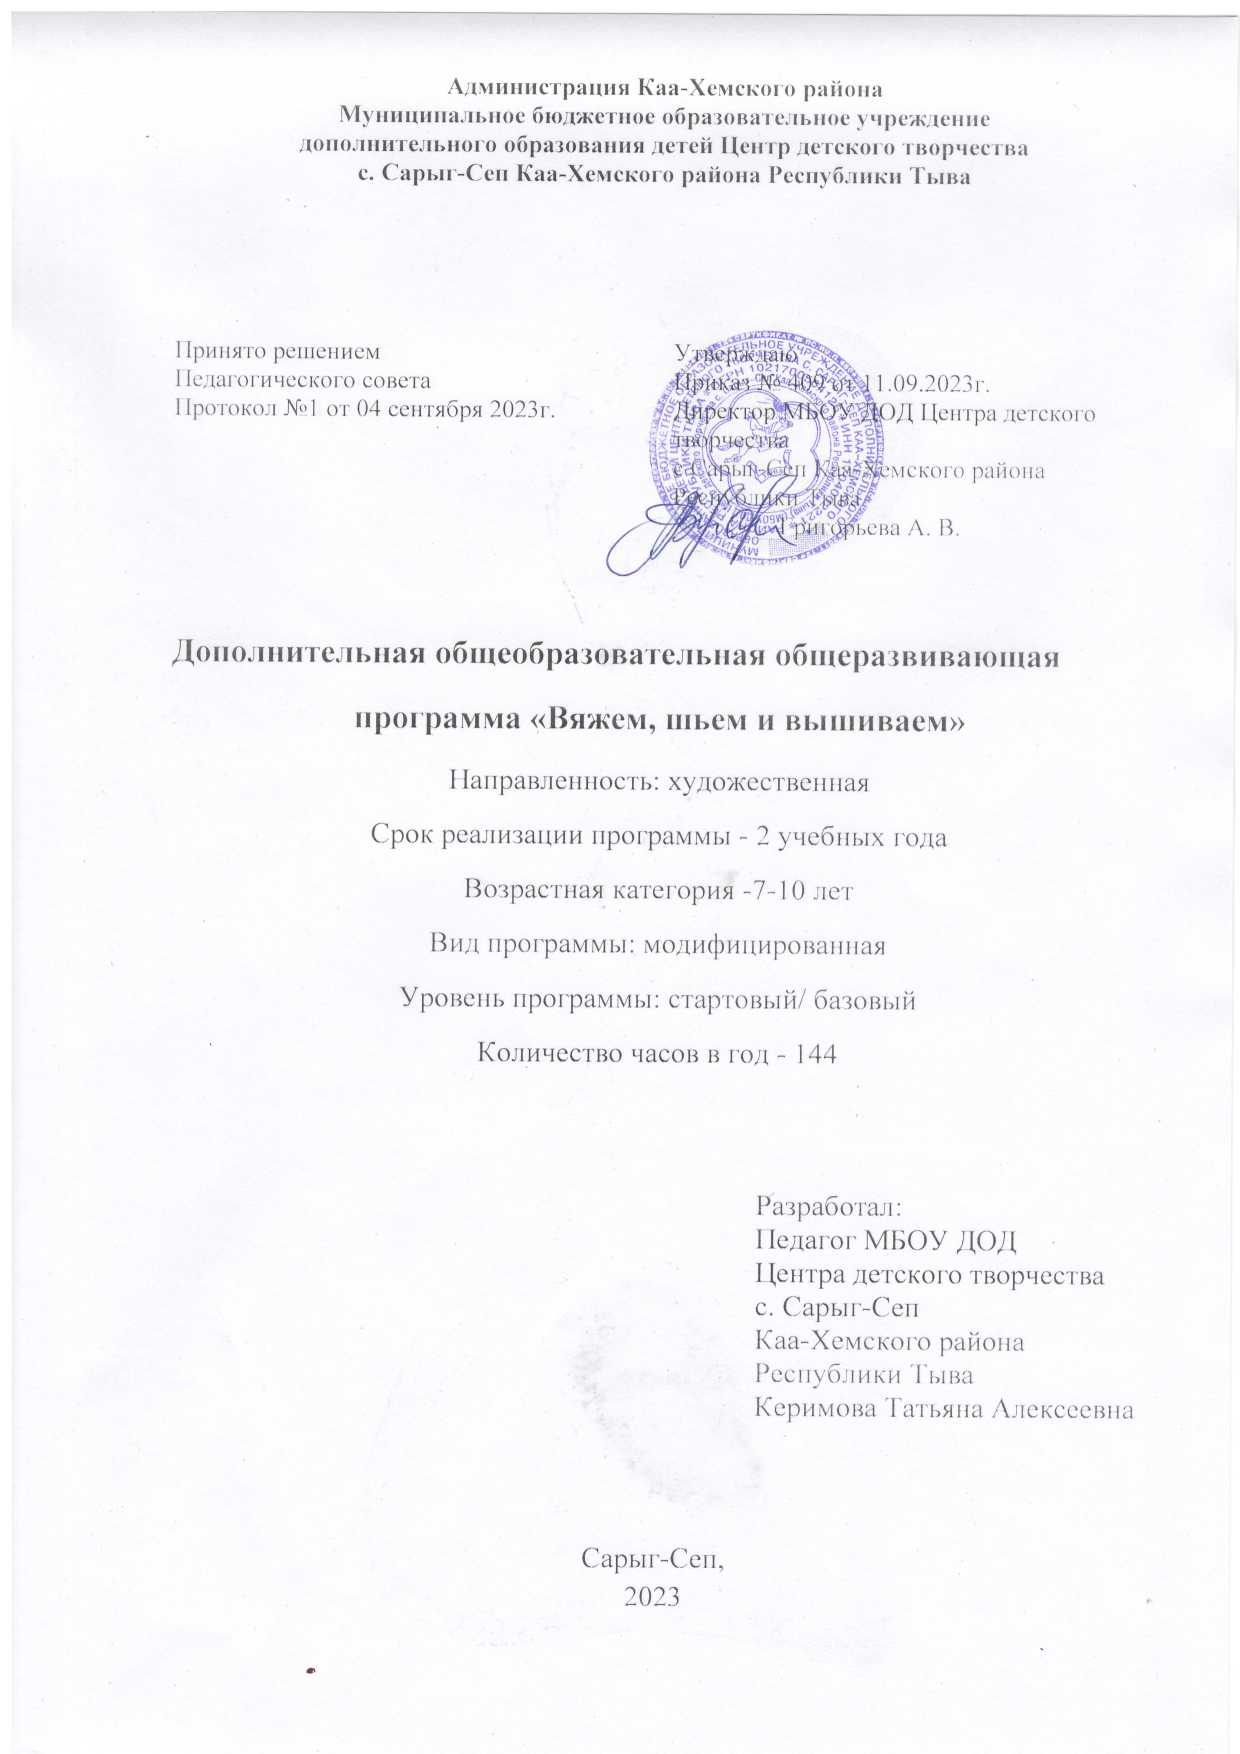 Администрация Каа-Хемского района
Муниципальное бюджетное образовательное учреждение
дополнительного образования детей Центр детского творчества
с. Сарыг-Сеп Каа-Хемского района Республики Тыва
Принято решением
Педагогического совета
Протокол №1 от 04 сентября 2023г.
Утверждаю
Приказ № 409 от 11.09.2023г.
Директор МБОУ ДОД Центра детского
творчества
с Сарыг-Сеп Каа-Хемского района
Республики Тыва
Григорьева А. В.
Дополнительная общеобразовательная общеразвивающая
программа «Вяжем, шьем и вышиваем»
Направленность: художественная
Срок реализации программы - 2 учебных года
Возрастная категория -7-10 лет
Вид программы: модифицированная
Уровень программы: стартовый/ базовый
Количество часов в год - 144
Разработал:
Педагог МБОУ ДОД
Центра детского творчества
с. Сарыг-Сеп
Каа-Хемского района
Республики Тыва
Керимова Татьяна Алексеевна
Сарыг-Сеп,
2023